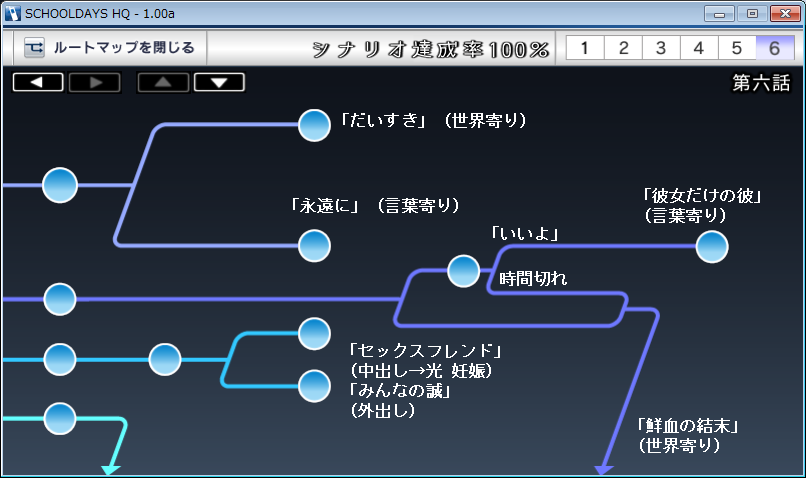 SCHOOLDAYS HQ - 1.00a
ルートマップを閉じる
シナリオ達成率100%
1 2 3 4 5 6
第六話
「だいすき」（世界寄り）
「永遠に」（言葉寄り）
「彼女だけの彼」
（言葉寄り）
「いいよ」
時間切れ
「セックスフレンド」
（中出し→光 妊娠）
「みんなの誠」
（外出し）
「鮮血の結末」
（世界寄り）